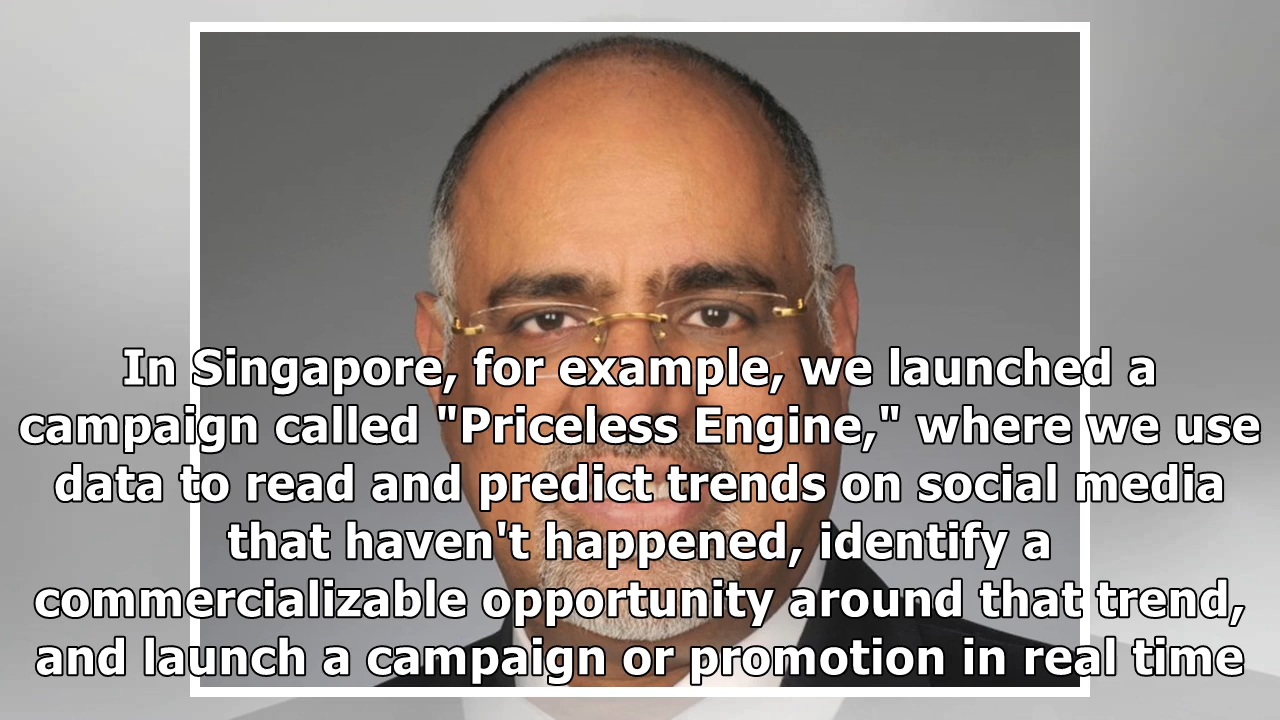 In Singapore, for example, we launched a
campaign called "Priceless Engine," where we use
data to read and predict trends on social media
that haven't happened, identify a
commercializable opportunity around that trend,
and launch a campaign or promotion in real time